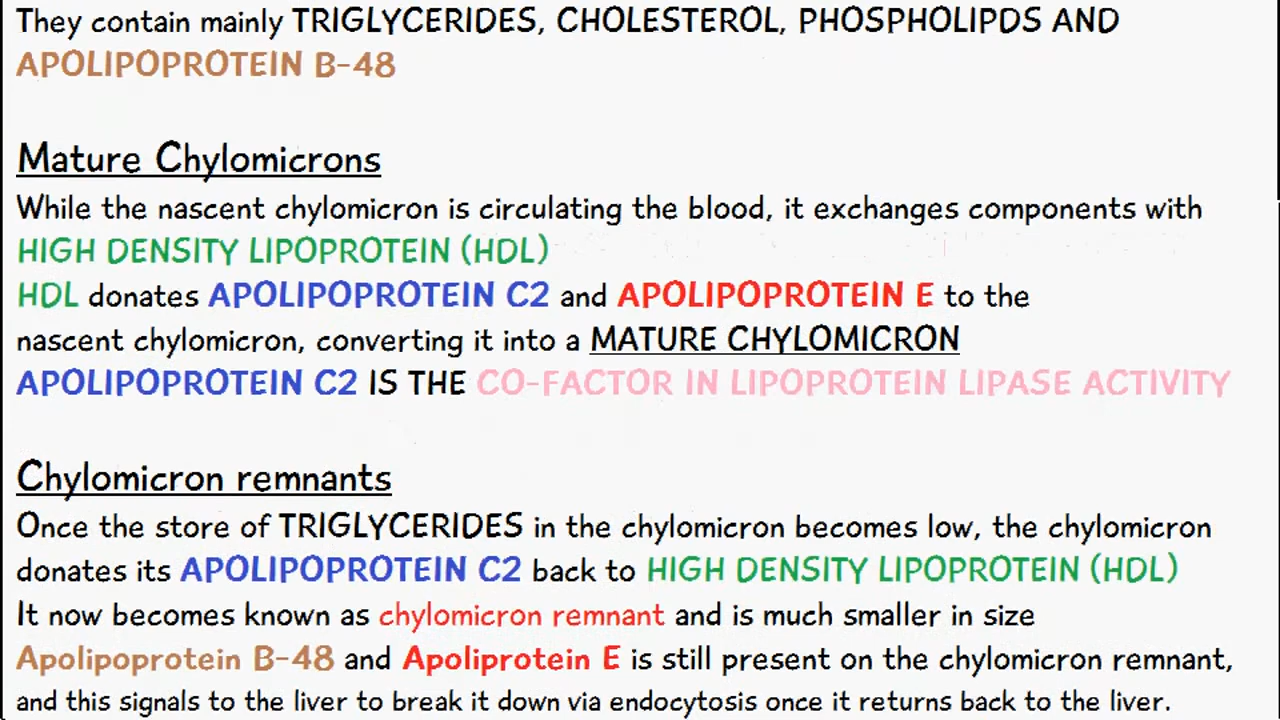 They contain mainly TRIGLYCERIDES, CHOLESTEROL, PHOSPHOLIPDS AND
APOLIPOPROTEIN B-48
Mature Chylomicrons
While the nascent chylomicron is circulating the blood, it exchanges components with
HIGH DENSITY LIPOPROTEIN (HDL)
HDL donates APOLIPOPROTEIN C2 and APOLIPOPROTEIN E to the
nascent chylomicron, converting it into a MATURE CHYLOMICRON
APOLIPOPROTEIN C2 IS THE CO-FACTOR IN LIPOPROTEIN LIPASE ACTIVITY
Chylomicron remnants
Once the store of TRIGLYCERIDES in the chylomicron becomes low, the chylomicron
donates its APOLIPOPROTEIN C2 back to HIGH DENSITY LIPOPROTEIN (HDL)
It now becomes known as chylomicron remnant and is much smaller in size
Apolipoprotein B-48 and Apoliprotein E is still present on the chylomicron remnant,
and this signals to the liver to break it down via endocytosis once it returns back to the liver.